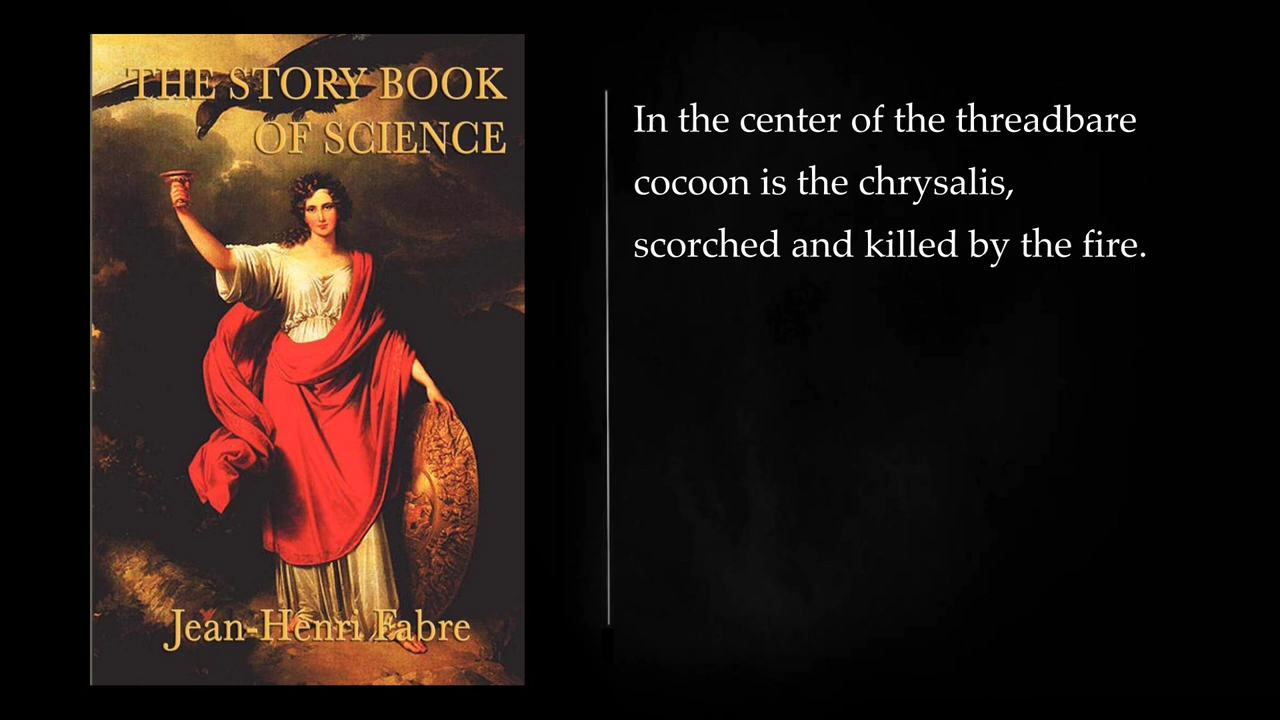 THE STORY BOOK
OF SCIENCE
Jean-Henri Fabre
In the center of the threadbare
cocoon is the chrysalis,
scorched and killed by the fire.